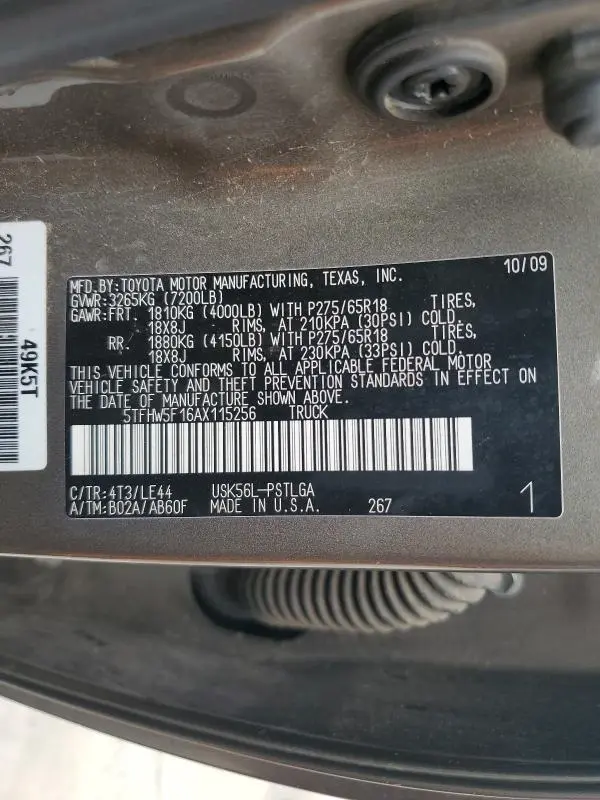 MFD.BY:TOYOTA MOTOR MANUFACTURING, TEXAS, INC. 10/09
GVWR:3265KG (7200LB)
GAWR:FRT. 1810KG (4000LB) WITH P275/65R18 TIRES,
18X8J RIMS, AT 210KPA (30PSI) COLD.
RR. 1880KG (4150LB) WITH P275/65R18 TIRES,
18X8J RIMS, AT 230KPA (33PSI) COLD.
THIS VEHICLE CONFORMS TO ALL APPLICABLE FEDERAL MOTOR
VEHICLE SAFETY AND THEFT PREVENTION STANDARDS IN EFFECT ON
THE DATE OF MANUFACTURE SHOWN ABOVE.
5TFHW5F16AX115256 TRUCK
C/TR:4T3/LE44 USK56L-PSTLGA
A/TM:B02A/AB60F MADE IN U.S.A. 267 1
267
49K5T